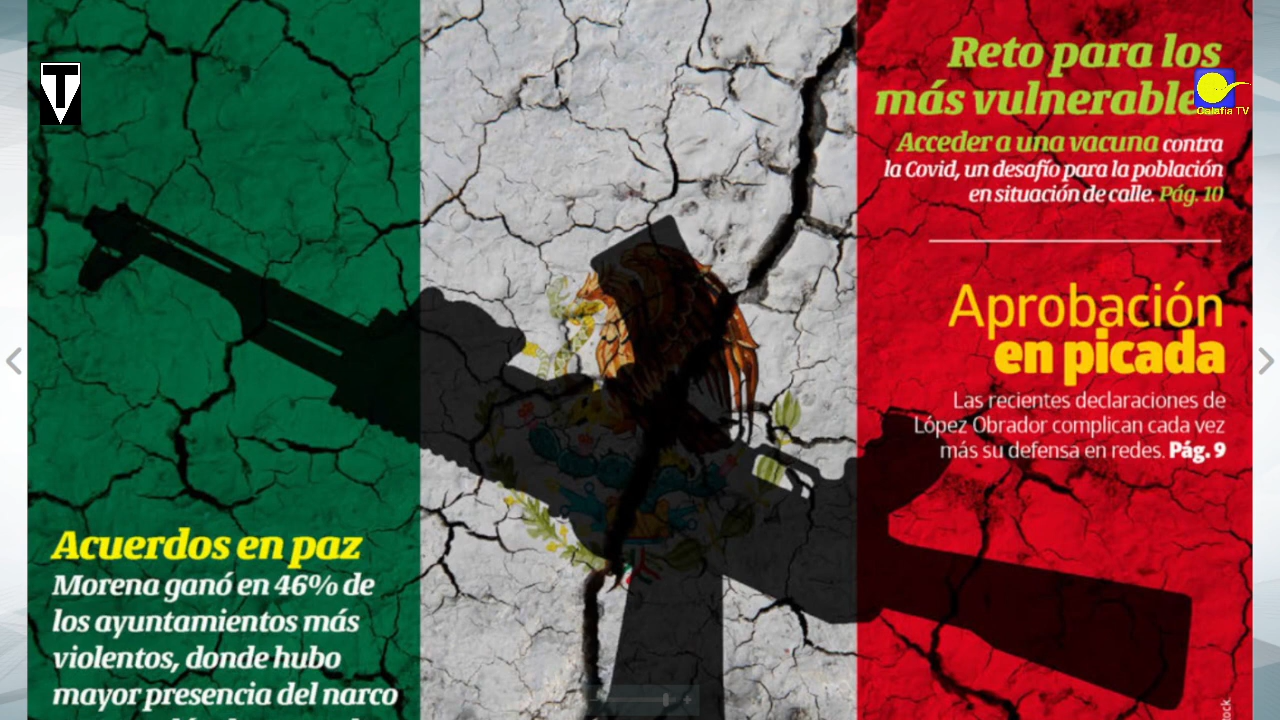 T
Reto para los
más vulnerable
Calafia TV
Acceder a una vacuna contra
la Covid, un desafío para la población
en situación de calle. Pág. 10
Aprobación
en picada
Las recientes declaraciones de
López Obrador complican cada vez
más su defensa en redes. Pág. 9
Acuerdos en paz
Morena ganó en 46% de
los ayuntamientos más
violentos, donde hubo
mayor presencia del narco